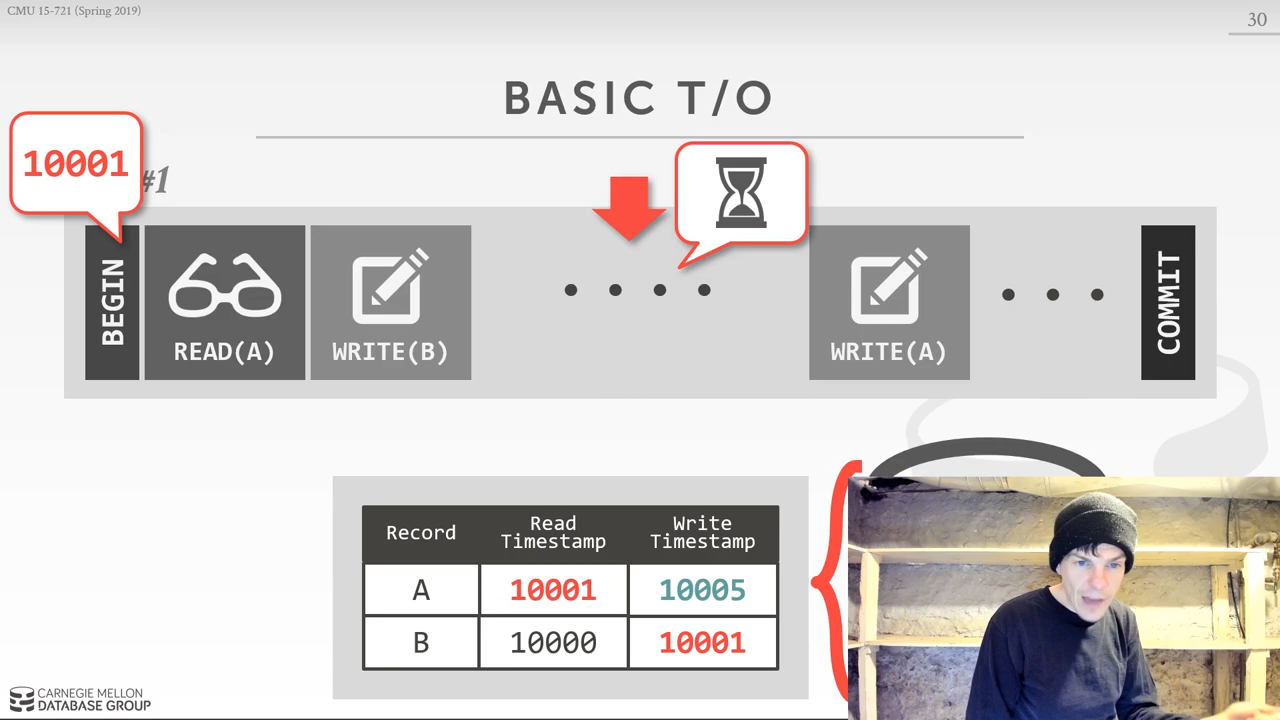 CMU 15-721 (Spring 2019)
30
BASIC T/O
10001
#1
BEGIN
READ(A)
WRITE(B)
WRITE(A)
COMMIT
Record
Read
Timestamp
Write
Timestamp
A
10001
10005
B
10000
10001
CARNEGIE MELLON
DATABASE GROUP